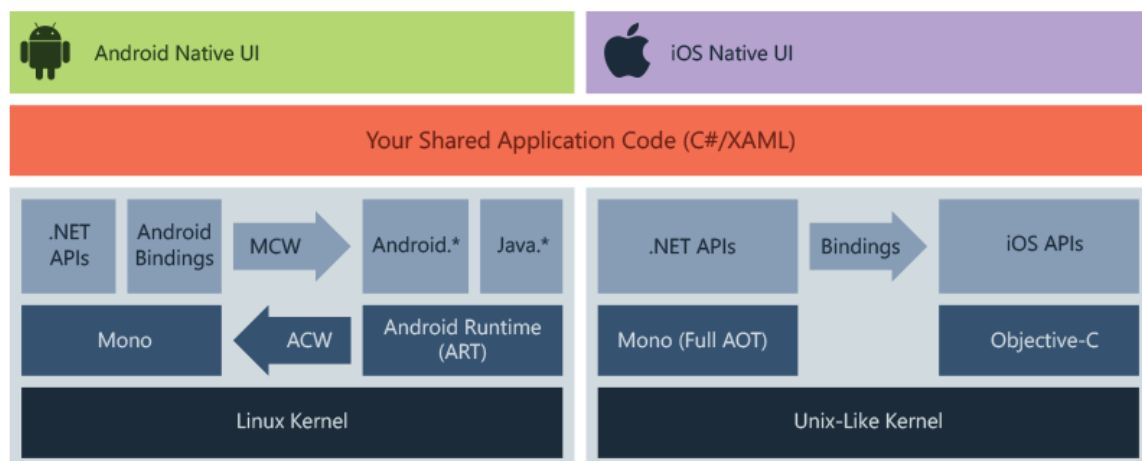 Android Native UI
iOS Native UI
Your Shared Application Code (C#/XAML)
.NET
APIs
Android
Bindings
MCW
Android.*
Java.*
Mono
ACW
Android Runtime
(ART)
Linux Kernel
.NET APIs
Bindings
iOS APIs
Mono (Full AOT)
Objective-C
Unix-Like Kernel